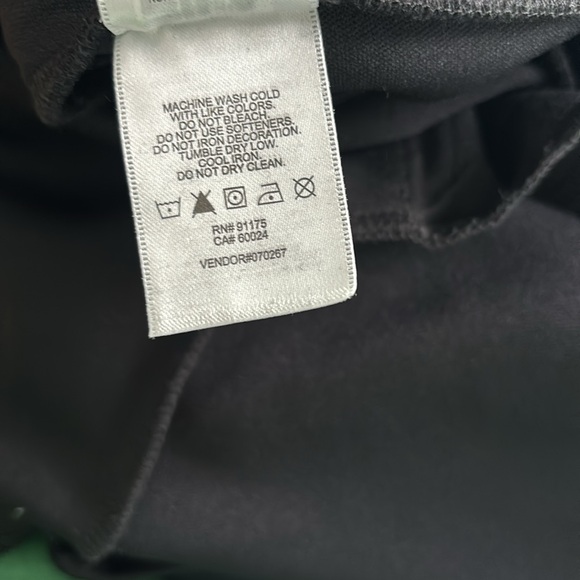 MACHINE WASH COLD
WITH LIKE COLORS.
DO NOT BLEACH.
DO NOT USE SOFTENERS.
DO NOT IRON DECORATION.
TUMBLE DRY LOW.
COOL IRON.
DO NOT DRY CLEAN.
RN# 91175
CA# 60024
VENDOR#070267